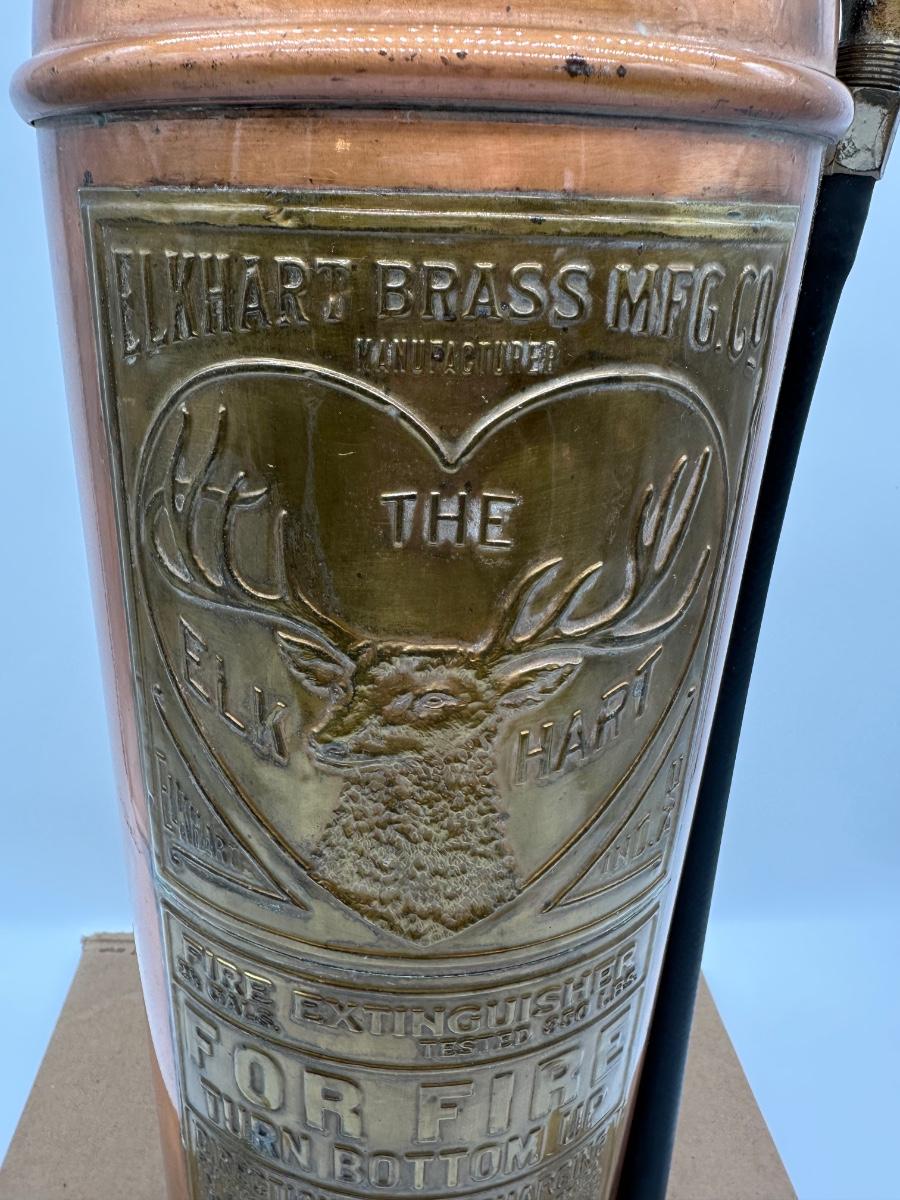 ELKHART BRASS MFG. CO
MANUFACTURER
THE
ELK HART
ELKHART
FIRE EXTINGUISHER
GALS. TESTED 350 LBS.
FOR FIRE
TURN BOTTOM UP